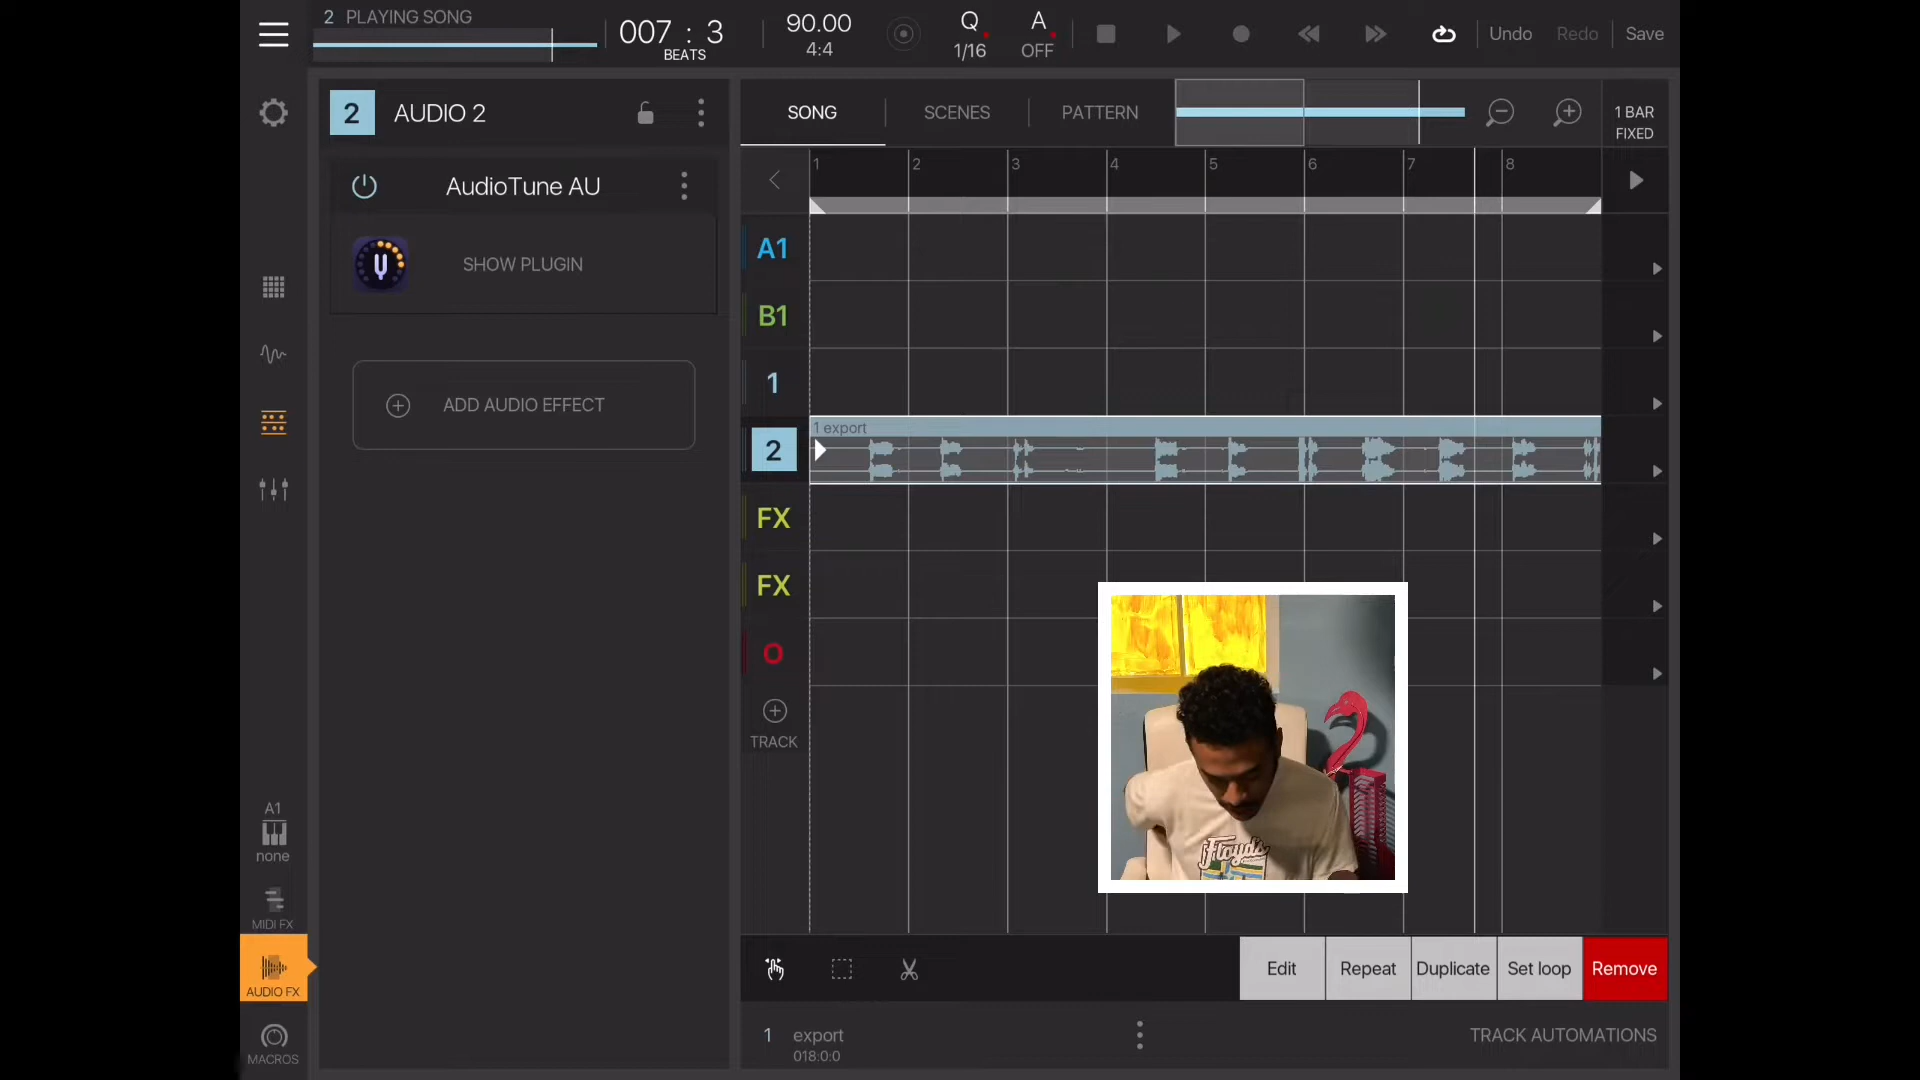 2 PLAYING SONG
007 : 3
BEATS
90.00
4:4
Q
1/16
A
OFF
Undo
Redo
Save
2 AUDIO 2
SONG
SCENES
PATTERN
1 BAR
FIXED
AudioTune AU
1 2 3 4 5 6 7 8
SHOW PLUGIN
A1
B1
1
ADD AUDIO EFFECT
1 export
2
FX
FX
O
TRACK
Floyd's
A1
none
MIDI FX
AUDIO FX
Edit
Repeat
Duplicate
Set loop
Remove
MACROS
1 export
018:0:0
TRACK AUTOMATIONS